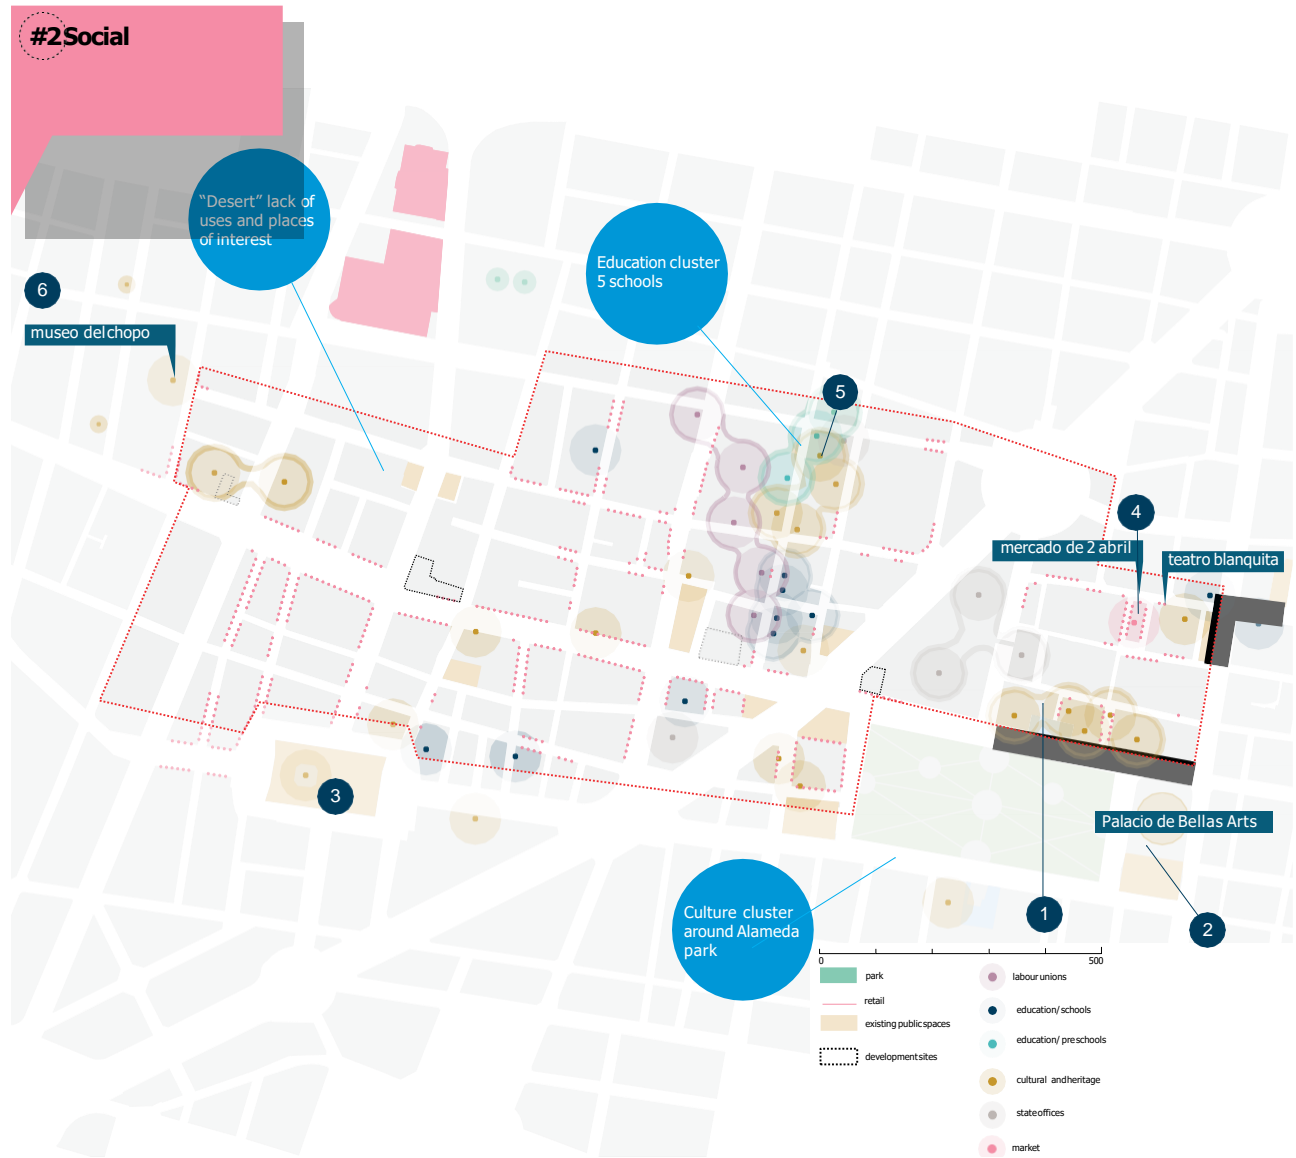 #2Social
"Desert" lack of
uses and places
of interest
Education cluster
5 schools
6
museo del chopo
5
4
mercado de 2 abril
teatro blanquita
3
Palacio de Bellas Arts
Culture cluster
around Alameda
park
1
2
0
500
park
retail
existing public spaces
development sites
labour unions
education/ schools
education/ preschools
cultural and heritage
state offices
market